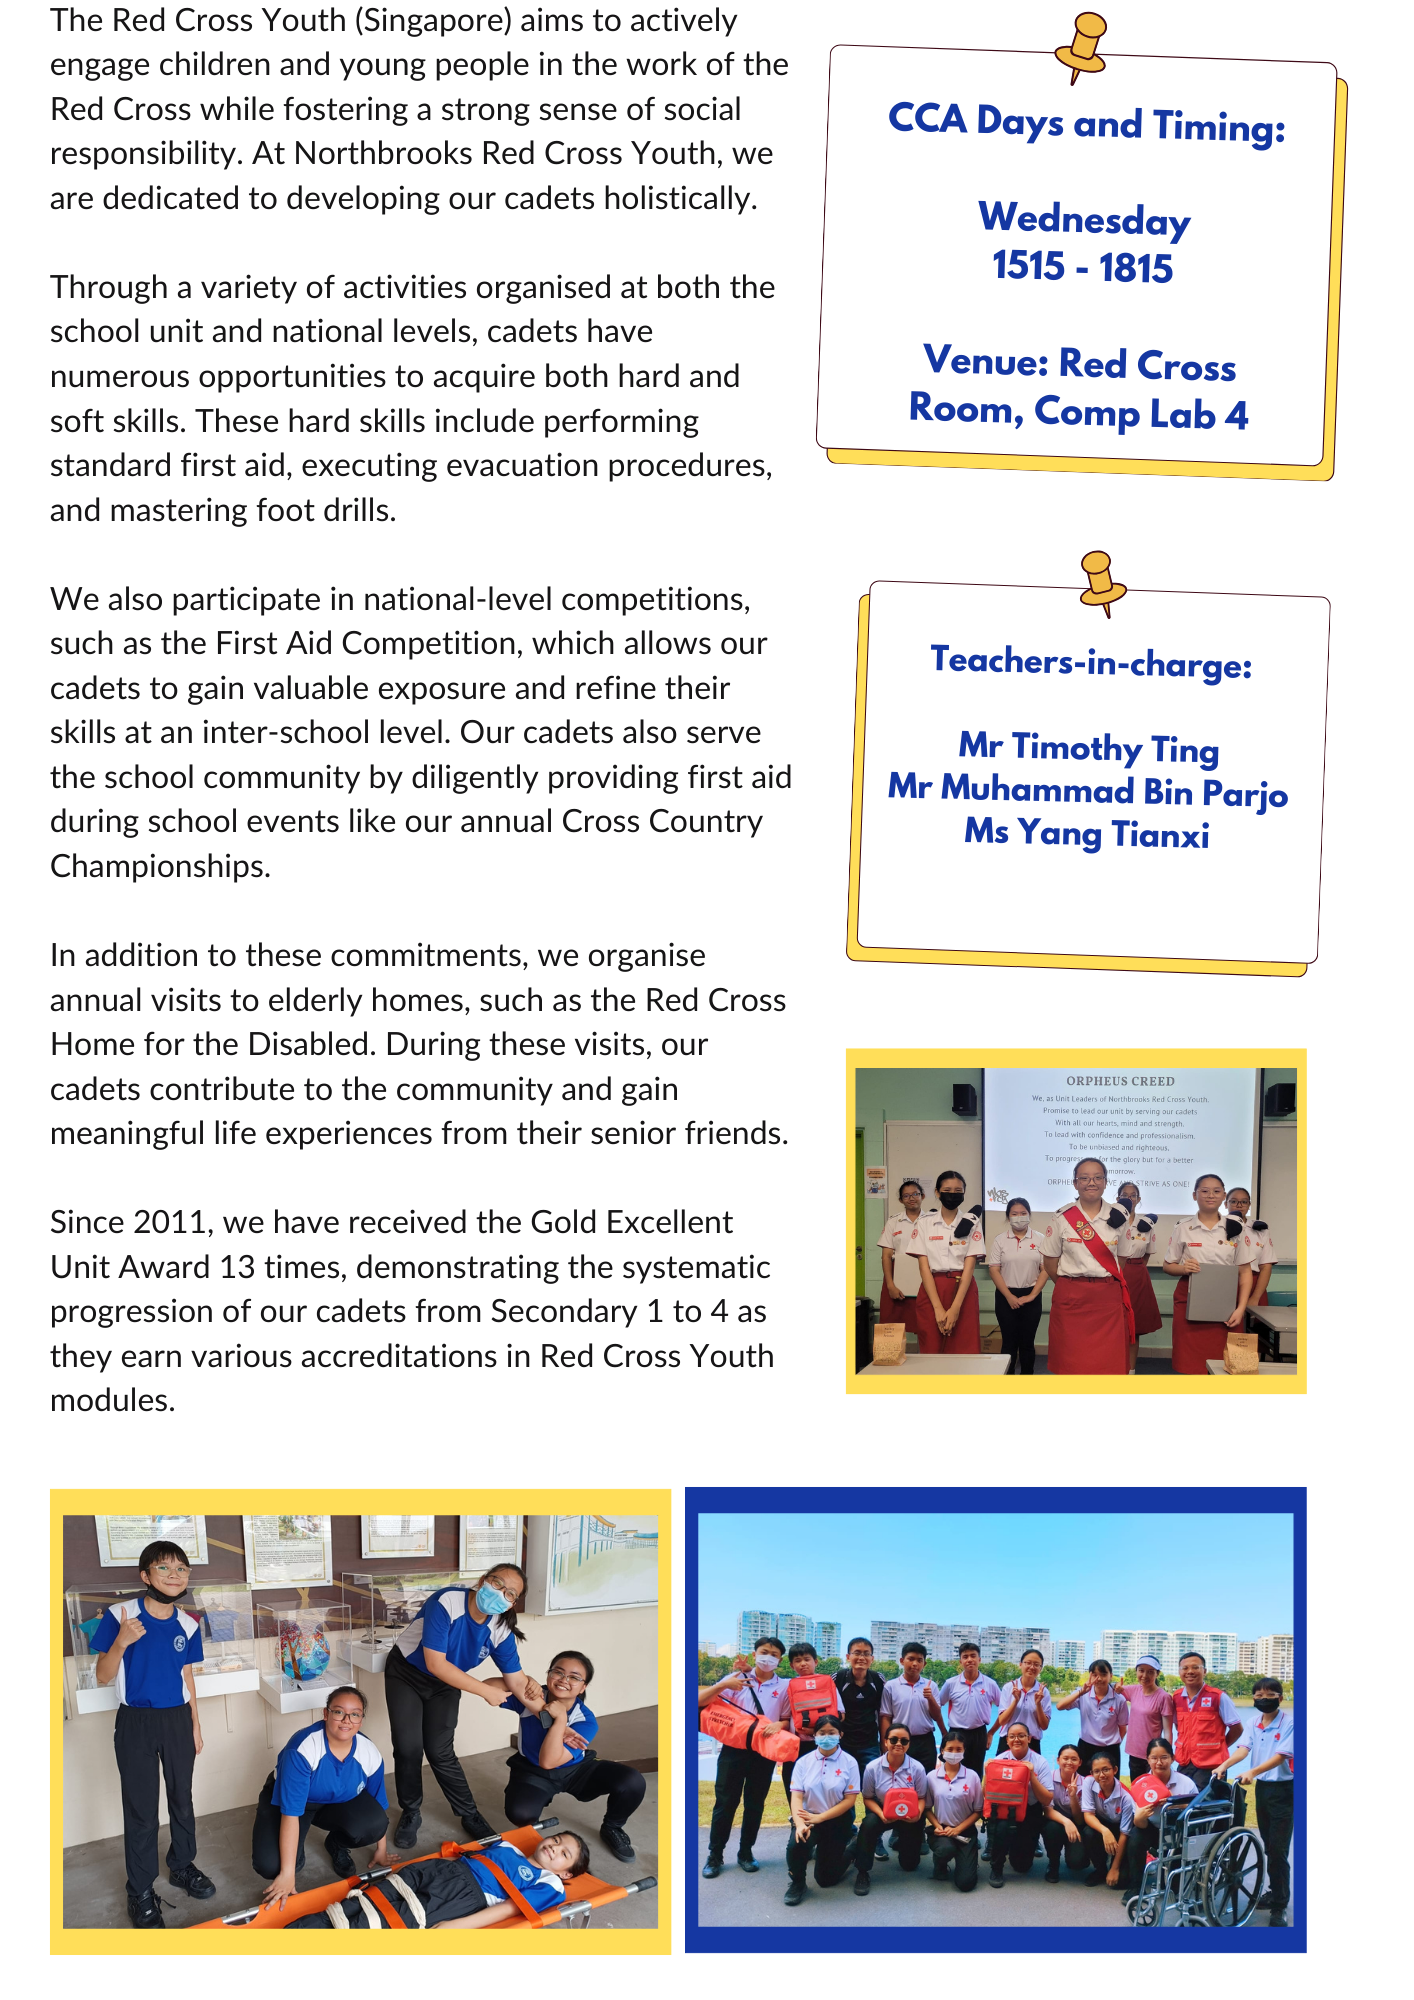 The Red Cross Youth (Singapore) aims to actively
engage children and young people in the work of the
Red Cross while fostering a strong sense of social
responsibility. At Northbrooks Red Cross Youth, we
are dedicated to developing our cadets holistically.
Through a variety of activities organised at both the
school unit and national levels, cadets have
numerous opportunities to acquire both hard and
soft skills. These hard skills include performing
standard first aid, executing evacuation procedures,
and mastering foot drills.
We also participate in national-level competitions,
such as the First Aid Competition, which allows our
cadets to gain valuable exposure and refine their
skills at an inter-school level. Our cadets also serve
the school community by diligently providing first aid
during school events like our annual Cross Country
Championships.
In addition to these commitments, we organise
annual visits to elderly homes, such as the Red Cross
Home for the Disabled. During these visits, our
cadets contribute to the community and gain
meaningful life experiences from their senior friends.
Since 2011, we have received the Gold Excellent
Unit Award 13 times, demonstrating the systematic
progression of our cadets from Secondary 1 to 4 as
they earn various accreditations in Red Cross Youth
modules.
CCA Days and Timing:
Wednesday
1515 - 1815
Venue: Red Cross
Room, Comp Lab 4
Teachers-in-charge:
Mr Timothy Ting
Mr Muhammad Bin Parjo
Ms Yang Tianxi
ORPHEUS CREED
We, as Unit Leaders of Northbrooks Red Cross Youth,
Promise to lead our unit by serving our cadets
With all our hearts, mind and strength,
To lead with confidence and professionalism,
To be unbiased and righteous,
To for the glory but for a better
STRIVE AS ONE!